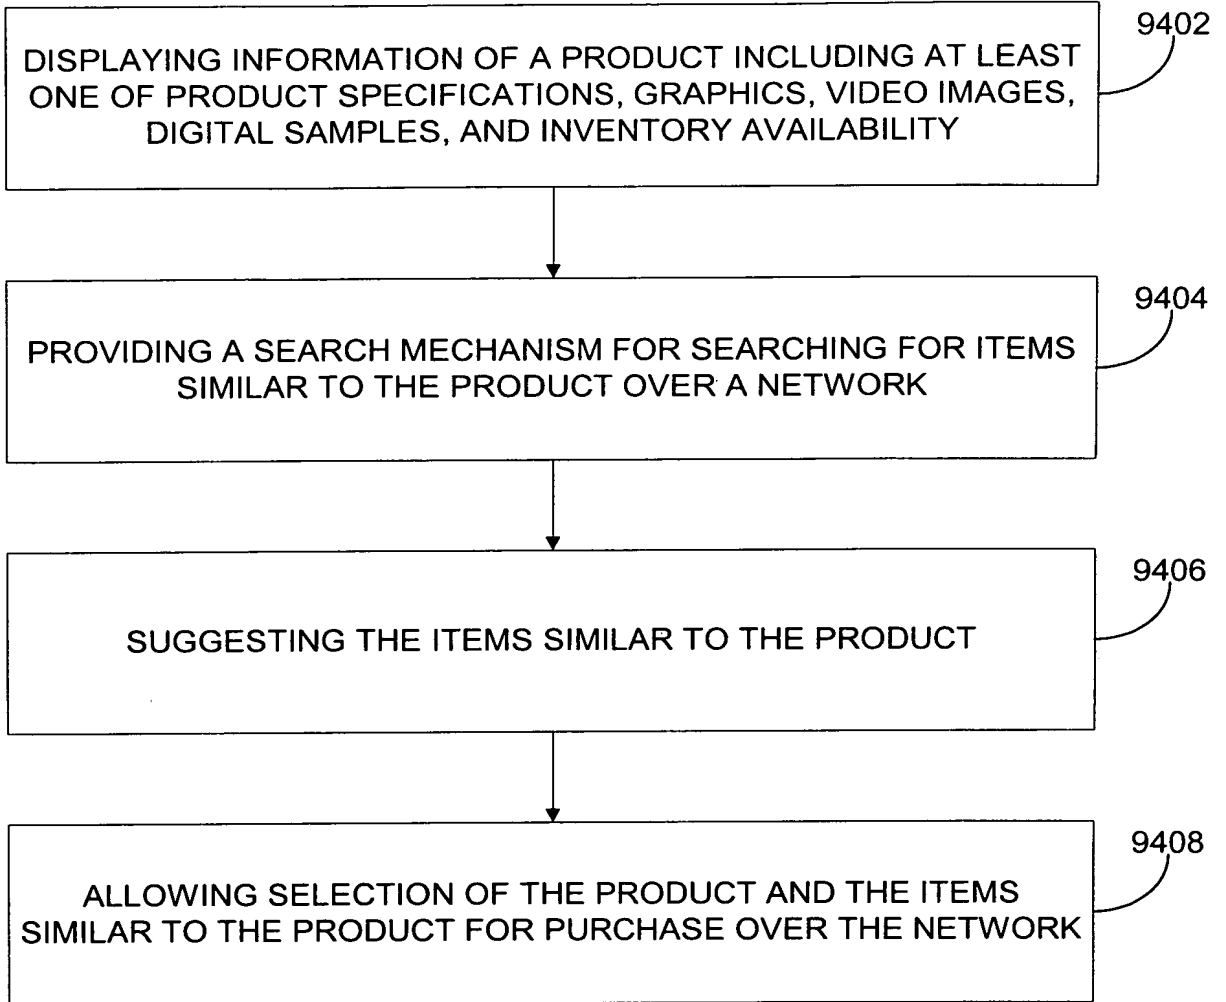 9402
DISPLAYING INFORMATION OF A PRODUCT INCLUDING AT LEAST
ONE OF PRODUCT SPECIFICATIONS, GRAPHICS, VIDEO IMAGES,
DIGITAL SAMPLES, AND INVENTORY AVAILABILITY
9404
PROVIDING A SEARCH MECHANISM FOR SEARCHING FOR ITEMS
SIMILAR TO THE PRODUCT OVER A NETWORK
9406
SUGGESTING THE ITEMS SIMILAR TO THE PRODUCT
9408
ALLOWING SELECTION OF THE PRODUCT AND THE ITEMS
SIMILAR TO THE PRODUCT FOR PURCHASE OVER THE NETWORK